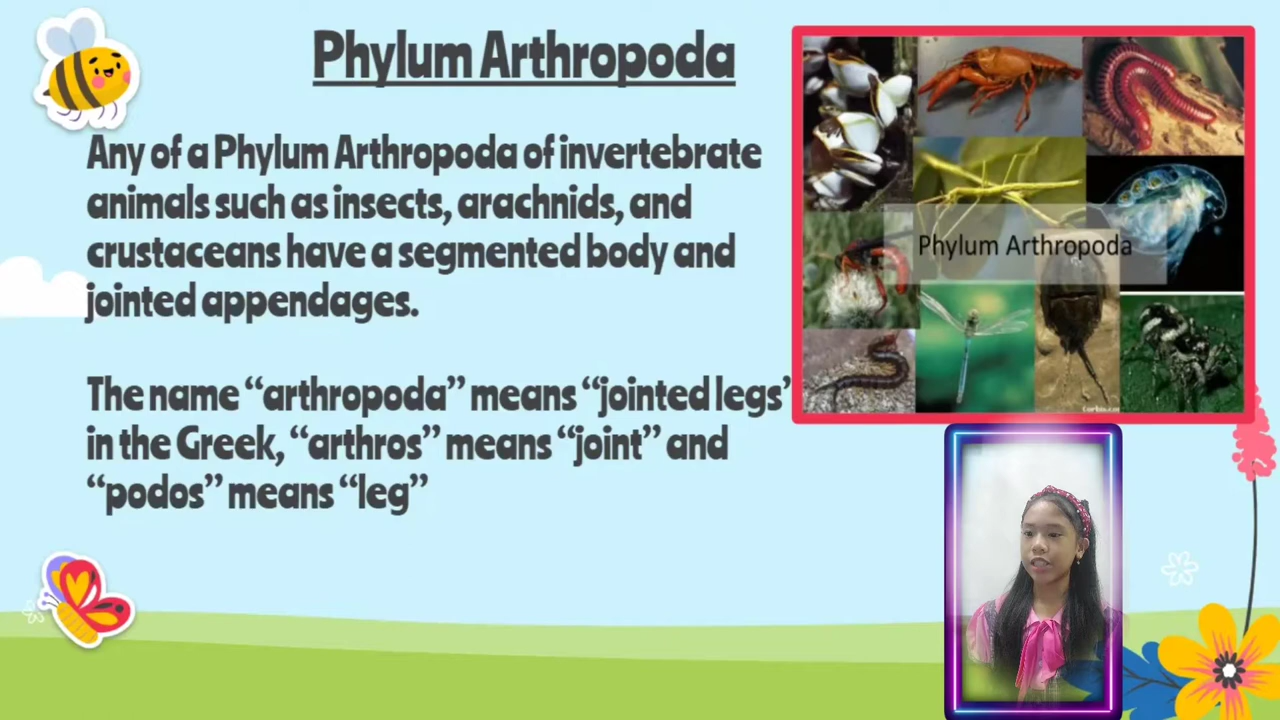 Phylum Arthropoda
Any of a Phylum Arthropoda of invertebrate
animals such as insects, arachnids, and
crustaceans have a segmented body and
jointed appendages.
The name “arthropoda” means “jointed legs’
in the Greek, “arthros” means “joint” and
“podos” means “leg”
Phylum Arthropoda